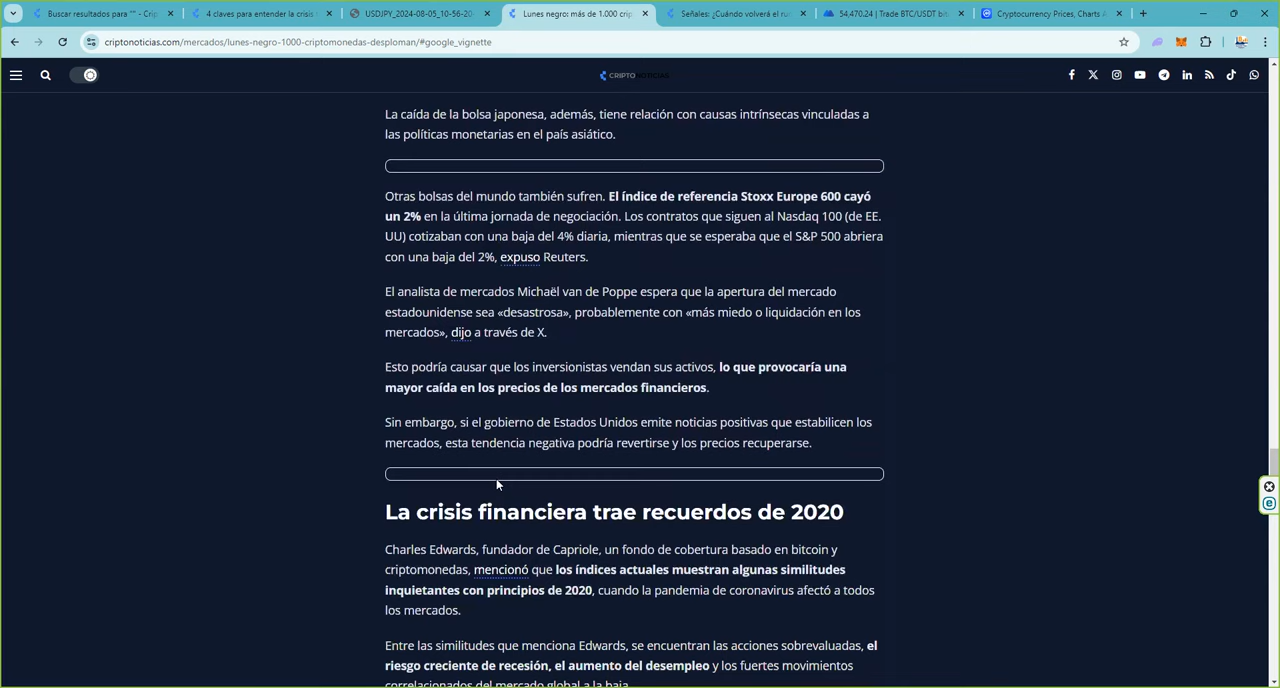 Buscar resultados para "" - Crip
4 claves para entender la crisis
USDJPY_2024-08-05_10-56-20
Lunes negro: más de 1.000 crip
Señales: ¿Cuándo volverá el ru
54,470.24 | Trade BTC/USDT bit
Cryptocurrency Prices, Charts A
criptonoticias.com/mercados/lunes-negro-1000-criptomonedas-desploman/#google_vignette
CRIPTONOTICIAS
La caída de la bolsa japonesa, además, tiene relación con causas intrínsecas vinculadas a
las políticas monetarias en el país asiático.
Otras bolsas del mundo también sufren. El índice de referencia Stoxx Europe 600 cayó
un 2% en la última jornada de negociación. Los contratos que siguen al Nasdaq 100 (de EE.
UU) cotizaban con una baja del 4% diaria, mientras que se esperaba que el S&P 500 abriera
con una baja del 2%, expuso Reuters.
El analista de mercados Michaël van de Poppe espera que la apertura del mercado
estadounidense sea «desastrosa», probablemente con «más miedo o liquidación en los
mercados», dijo a través de X.
Esto podría causar que los inversionistas vendan sus activos, lo que provocaría una
mayor caída en los precios de los mercados financieros.
Sin embargo, si el gobierno de Estados Unidos emite noticias positivas que estabilicen los
mercados, esta tendencia negativa podría revertirse y los precios recuperarse.
La crisis financiera trae recuerdos de 2020
Charles Edwards, fundador de Capriole, un fondo de cobertura basado en bitcoin y
criptomonedas, mencionó que los índices actuales muestran algunas similitudes
inquietantes con principios de 2020, cuando la pandemia de coronavirus afectó a todos
los mercados.
Entre las similitudes que menciona Edwards, se encuentran las acciones sobrevaluadas, el
riesgo creciente de recesión, el aumento del desempleo y los fuertes movimientos
correlacionados del mercado global a la baja.